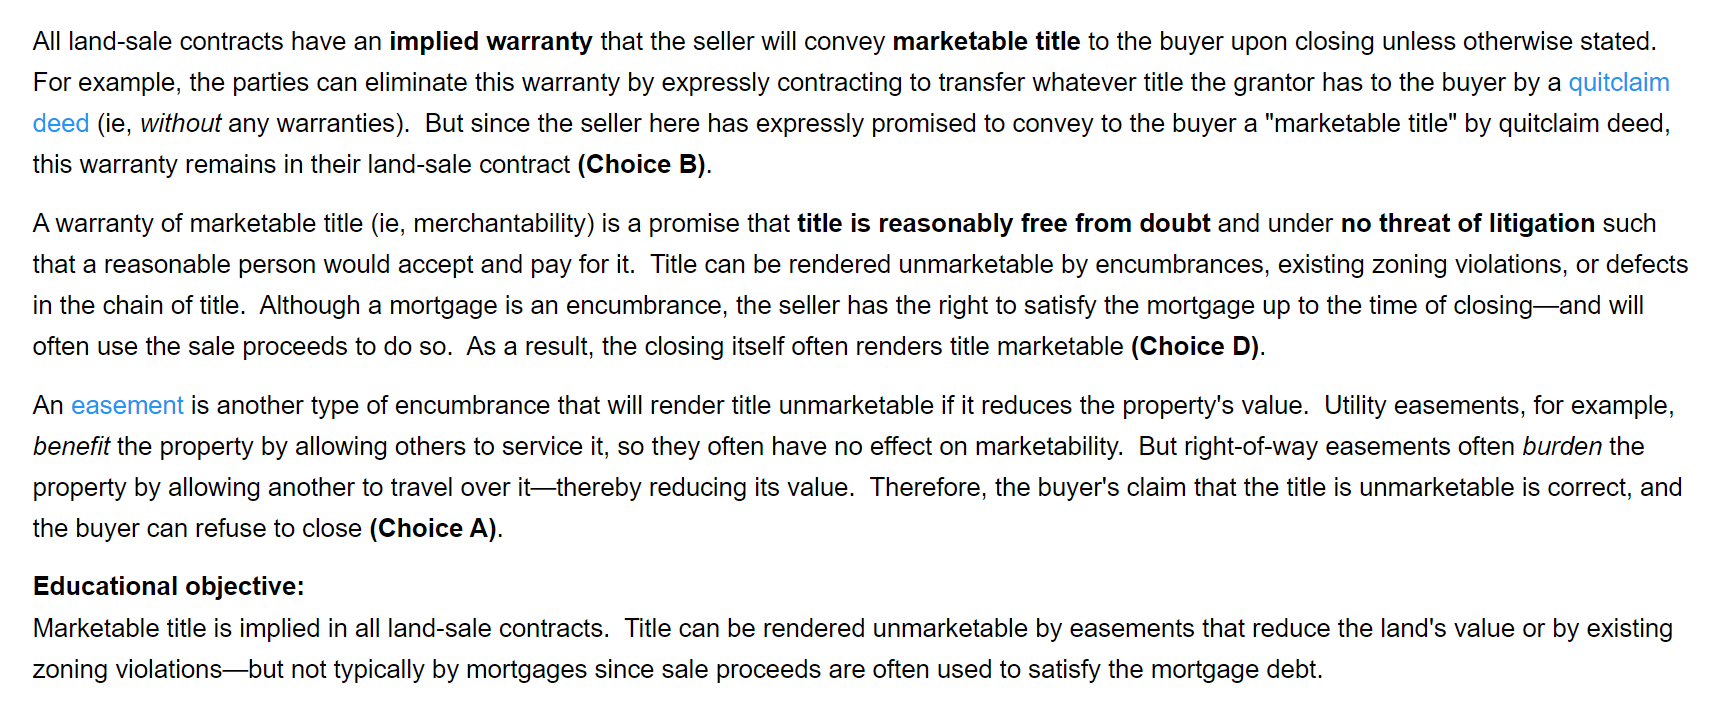 All land-sale contracts have an implied warranty that the seller will convey marketable title to the buyer upon closing unless otherwise stated.
For example, the parties can eliminate this warranty by expressly contracting to transfer whatever title the grantor has to the buyer by a quitclaim
deed (ie, without any warranties).  But since the seller here has expressly promised to convey to the buyer a "marketable title" by quitclaim deed,
this warranty remains in their land-sale contract (Choice B).
A warranty of marketable title (ie, merchantability) is a promise that title is reasonably free from doubt and under no threat of litigation such
that a reasonable person would accept and pay for it.  Title can be rendered unmarketable by encumbrances, existing zoning violations, or defects
in the chain of title.  Although a mortgage is an encumbrance, the seller has the right to satisfy the mortgage up to the time of closing—and will
often use the sale proceeds to do so.  As a result, the closing itself often renders title marketable (Choice D).
An easement is another type of encumbrance that will render title unmarketable if it reduces the property's value.  Utility easements, for example,
benefit the property by allowing others to service it, so they often have no effect on marketability.  But right-of-way easements often burden the
property by allowing another to travel over it—thereby reducing its value.  Therefore, the buyer's claim that the title is unmarketable is correct, and
the buyer can refuse to close (Choice A).
Educational objective:
Marketable title is implied in all land-sale contracts.  Title can be rendered unmarketable by easements that reduce the land's value or by existing
zoning violations—but not typically by mortgages since sale proceeds are often used to satisfy the mortgage debt.